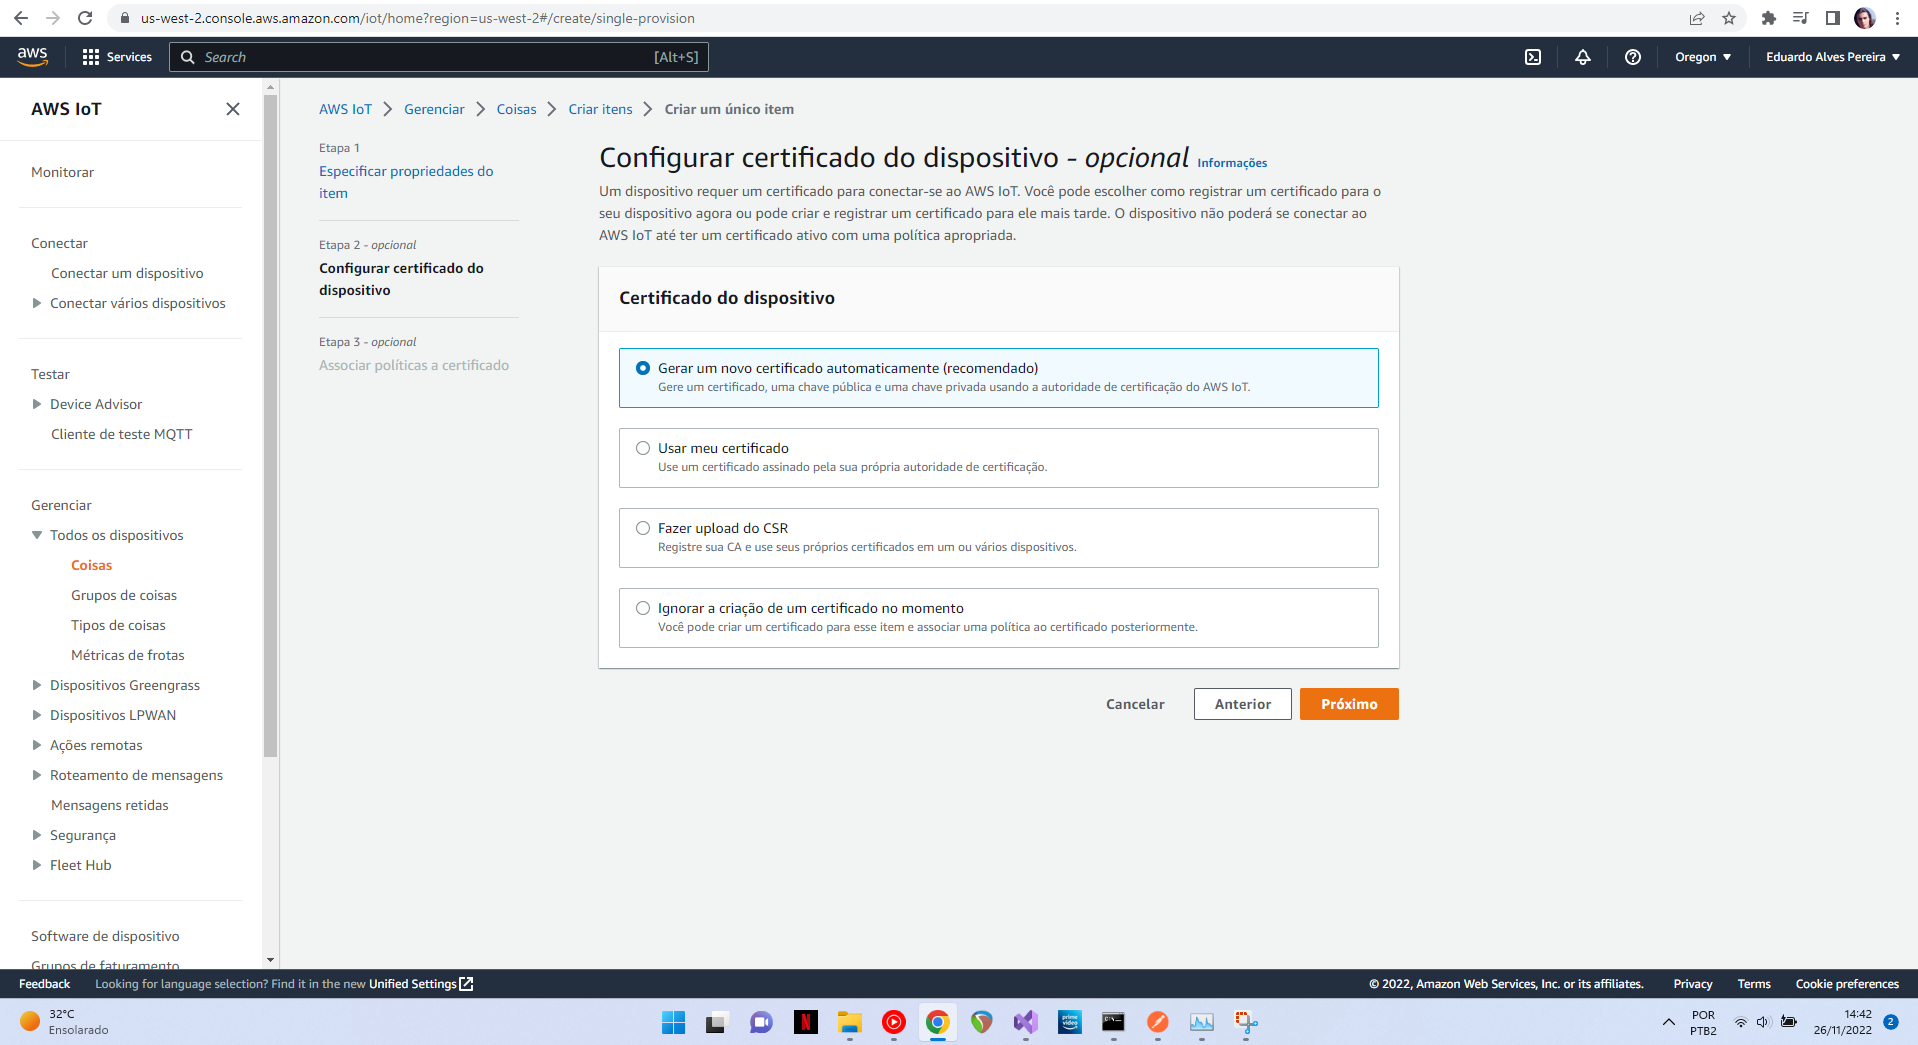 us-west-2.console.aws.amazon.com/iot/home?region=us-west-2#/create/single-provision
aws
Services
Search
[Alt+S]
Oregon
Eduardo Alves Pereira
AWS IoT
Monitorar
Conectar
Conectar um dispositivo
Conectar vários dispositivos
Testar
Device Advisor
Cliente de teste MQTT
Gerenciar
Todos os dispositivos
Coisas
Grupos de coisas
Tipos de coisas
Métricas de frotas
Dispositivos Greengrass
Dispositivos LPWAN
Ações remotas
Roteamento de mensagens
Mensagens retidas
Segurança
Fleet Hub
Software de dispositivo
Grupos de faturamento
AWS IoT
Gerenciar
Coisas
Criar itens
Criar um único item
Etapa 1
Especificar propriedades do
item
Etapa 2 - opcional
Configurar certificado do
dispositivo
Etapa 3 - opcional
Associar políticas a certificado
Configurar certificado do dispositivo - opcional Informações
Um dispositivo requer um certificado para conectar-se ao AWS IoT. Você pode escolher como registrar um certificado para o
seu dispositivo agora ou pode criar e registrar um certificado para ele mais tarde. O dispositivo não poderá se conectar ao
AWS IoT até ter um certificado ativo com uma política apropriada.
Certificado do dispositivo
Gerar um novo certificado automaticamente (recomendado)
Gere um certificado, uma chave pública e uma chave privada usando a autoridade de certificação do AWS IoT.
Usar meu certificado
Use um certificado assinado pela sua própria autoridade de certificação.
Fazer upload do CSR
Registre sua CA e use seus próprios certificados em um ou vários dispositivos.
Ignorar a criação de um certificado no momento
Você pode criar um certificado para esse item e associar uma política ao certificado posteriormente.
Cancelar
Anterior
Próximo
Feedback
Looking for language selection? Find it in the new Unified Settings
© 2022, Amazon Web Services, Inc. or its affiliates.
Privacy
Terms
Cookie preferences
32°C
Ensolarado
N
prime video
POR
PTB2
14:42
26/11/2022
2